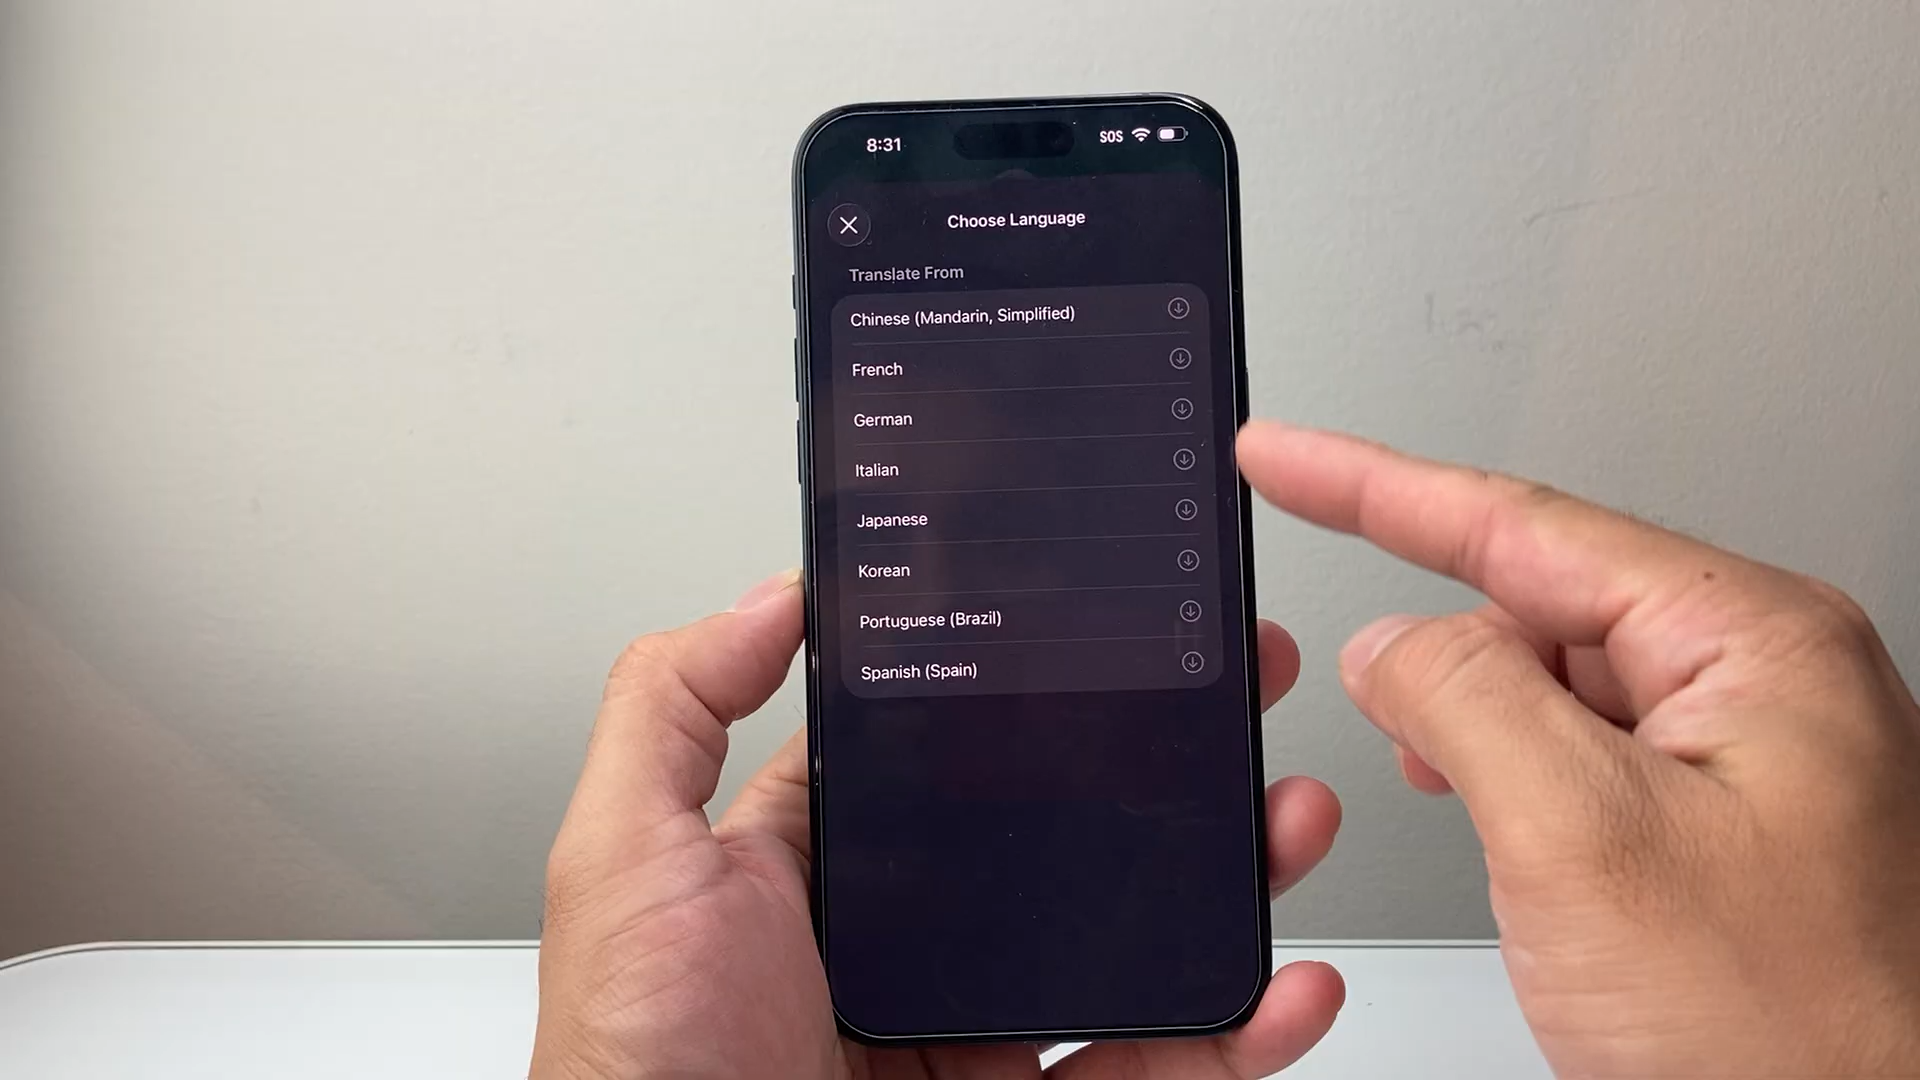 8:31
SOS
Choose Language
Translate From
Chinese (Mandarin, Simplified)
French
German
Italian
Japanese
Korean
Portuguese (Brazil)
Spanish (Spain)